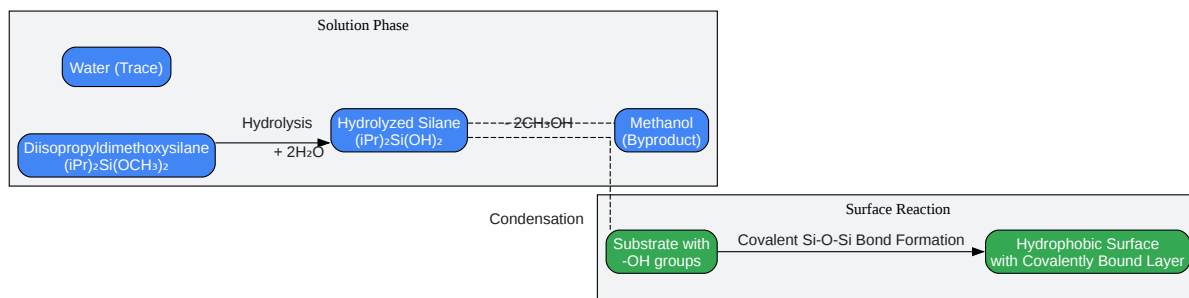 Solution Phase
Water (Trace)
Diisopropyldimethoxysilane
(iPr)₂Si(OCH₃)₂
Hydrolysis
+ 2H₂O
Hydrolyzed Silane
(iPr)₂Si(OH)₂
- 2CH₃OH
Methanol
(Byproduct)
Condensation
Surface Reaction
Substrate with
-OH groups
Covalent Si-O-Si Bond Formation
Hydrophobic Surface
with Covalently Bound Layer